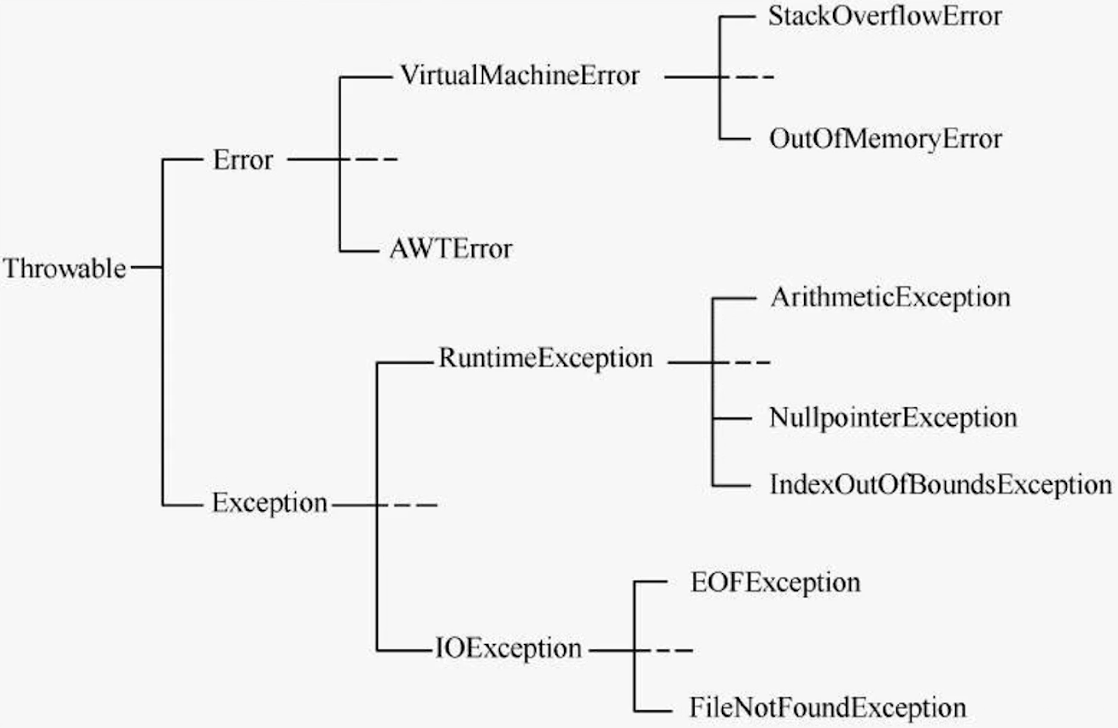 StackOverflowError
VirtualMachineError
OutOfMemoryError
Error
AWTError
Throwable
ArithmeticException
RuntimeException
NullpointerException
IndexOutOfBoundsException
Exception
EOFEXception
IOException
FileNotFoundException